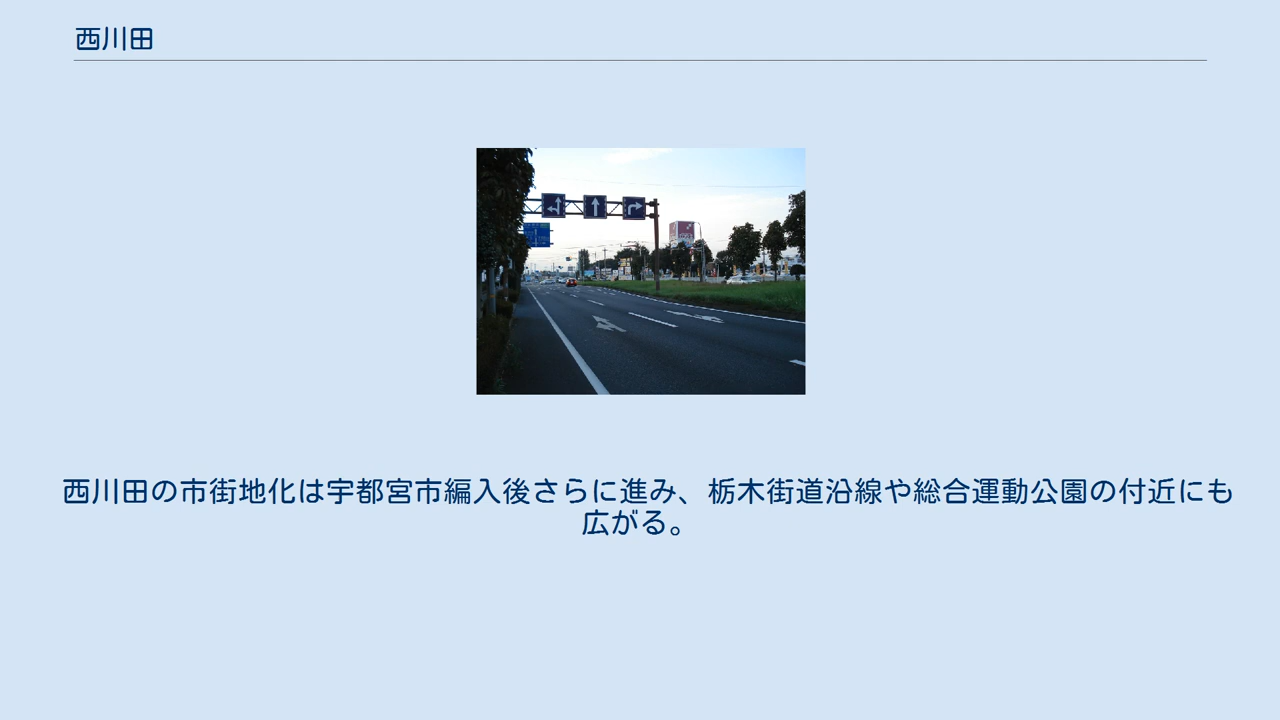 西川田
西川田の市街地化は宇都宮市編入後さらに進み、栃木街道沿線や総合運動公園の付近にも
広がる。